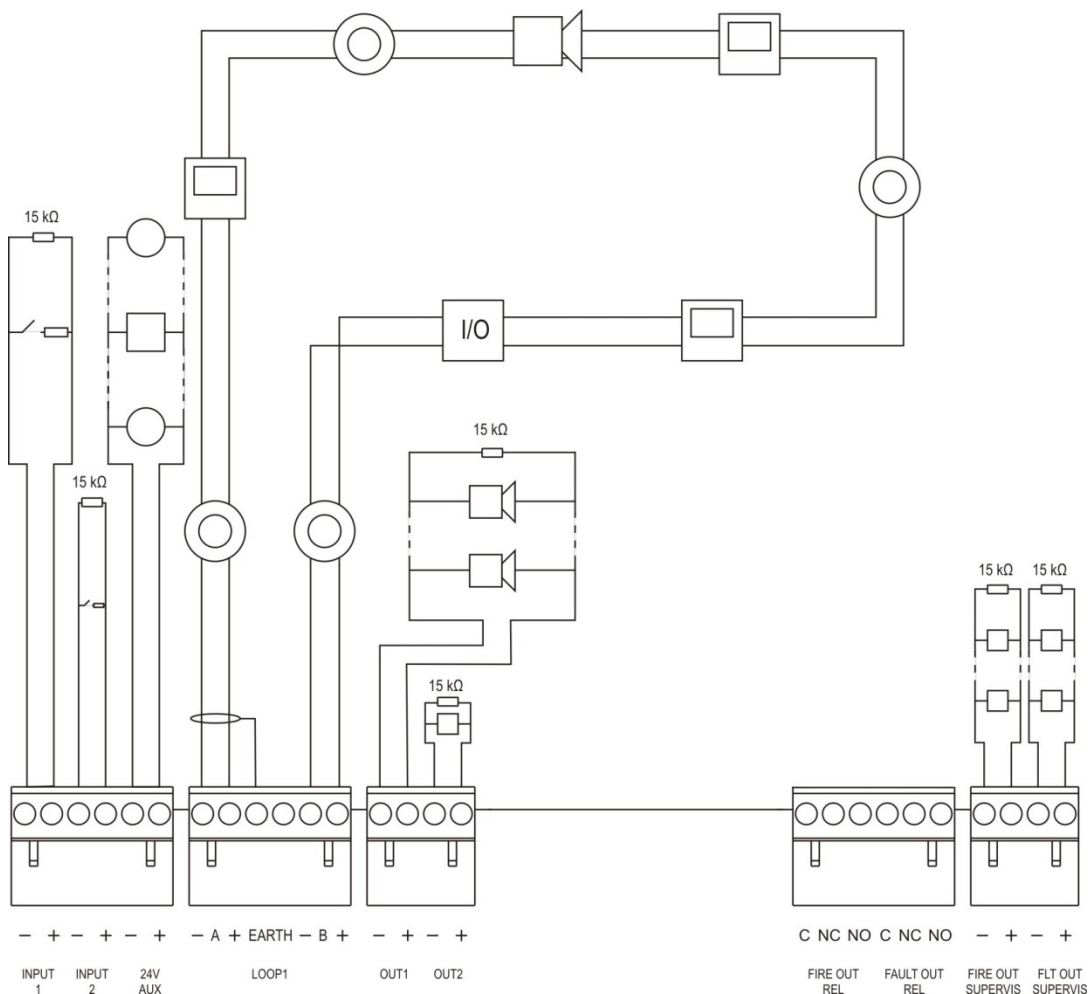 15 kΩ
I/O
15 kΩ
15 kΩ
15 kΩ 15 kΩ
15 kΩ
− + − + − + − A + EARTH − B + − + − + C NC NO C NC NO − + − +
INPUT 1
INPUT 2
24V AUX
LOOP1
OUT1
OUT2
FIRE OUT REL
FAULT OUT REL
FIRE OUT SUPERVIS
FLT OUT SUPERVIS